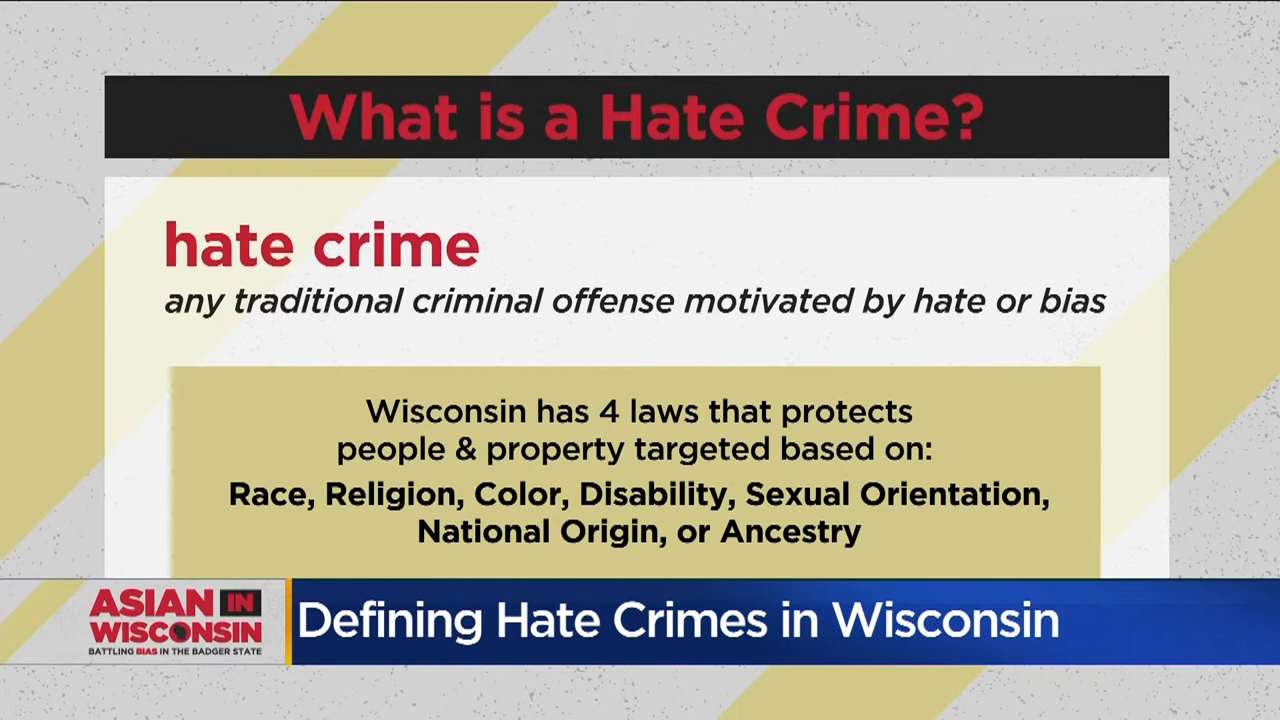 What is a Hate Crime?
hate crime
any traditional criminal offense motivated by hate or bias
Wisconsin has 4 laws that protects
people & property targeted based on:
Race, Religion, Color, Disability, Sexual Orientation,
National Origin, or Ancestry
ASIAN IN
WISCONSIN
BATTLING BIAS IN THE BADGER STATE
Defining Hate Crimes in Wisconsin